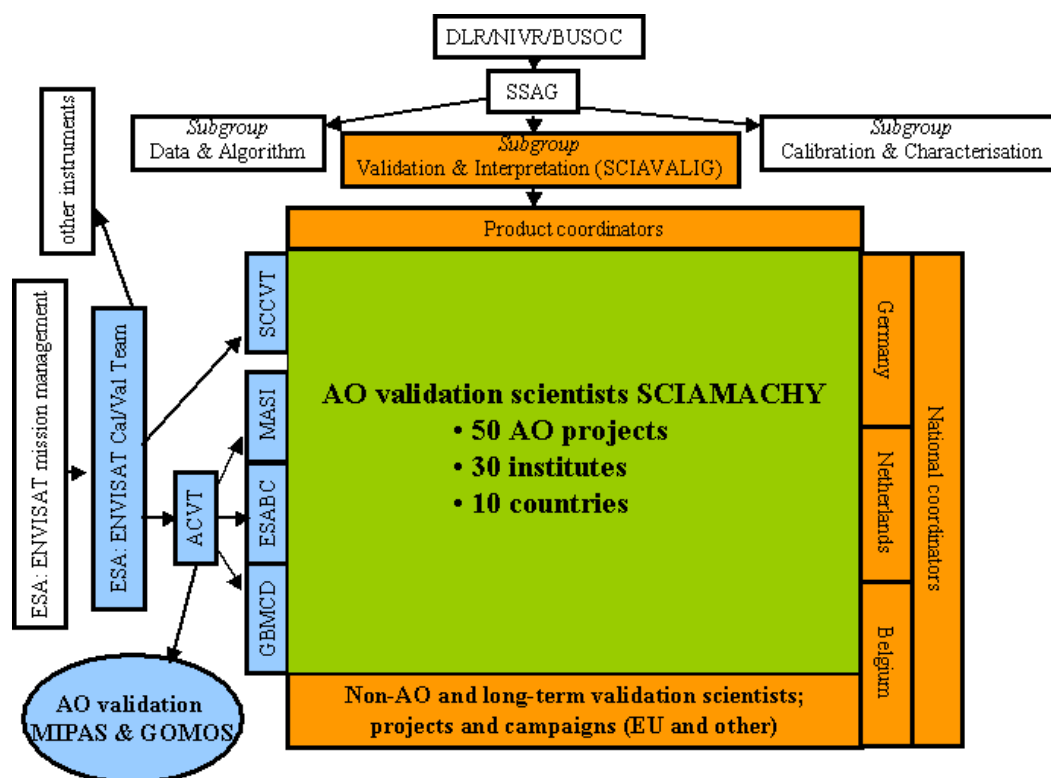 DLR/NIVR/BUSOC
SSAG
Subgroup
Data & Algorithm
Subgroup
Validation & Interpretation (SCIAVALIG)
Subgroup
Calibration & Characterisation
other instruments
ESA: ENVISAT mission management
ESA: ENVISAT Cal/Val Team
ACVT
SCCVT
MASI
ESABC
GBMCD
Product coordinators
AO validation scientists SCIAMACHY
• 50 AO projects
• 30 institutes
• 10 countries
Germany
Netherlands
Belgium
National coordinators
Non-AO and long-term validation scientists;
projects and campaigns (EU and other)
AO validation
MIPAS & GOMOS